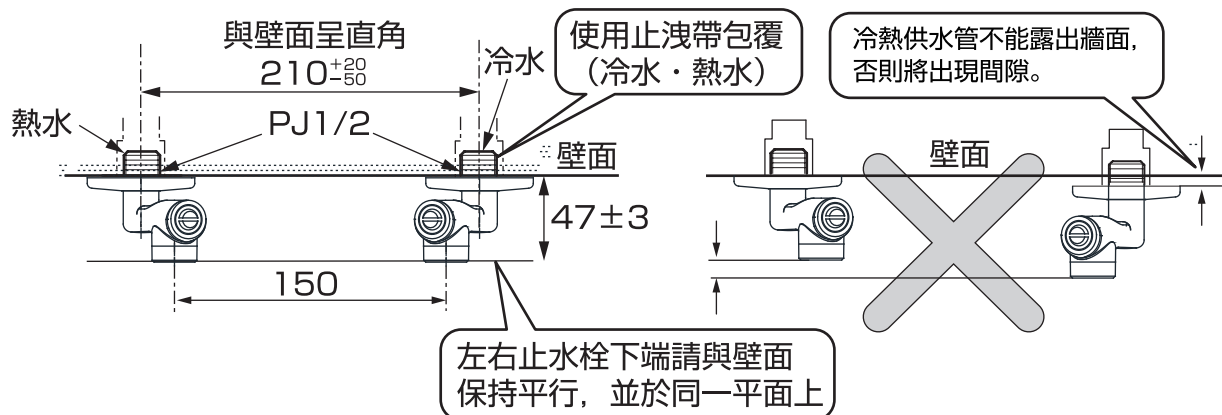 與壁面呈直角
210 +20 -50
冷水
使用止洩帶包覆
（冷水・熱水）
熱水
PJ1/2
壁面
47±3
150
左右止水栓下端請與壁面
保持平行，並於同一平面上
冷熱供水管不能露出牆面，
否則將出現間隙。
壁面